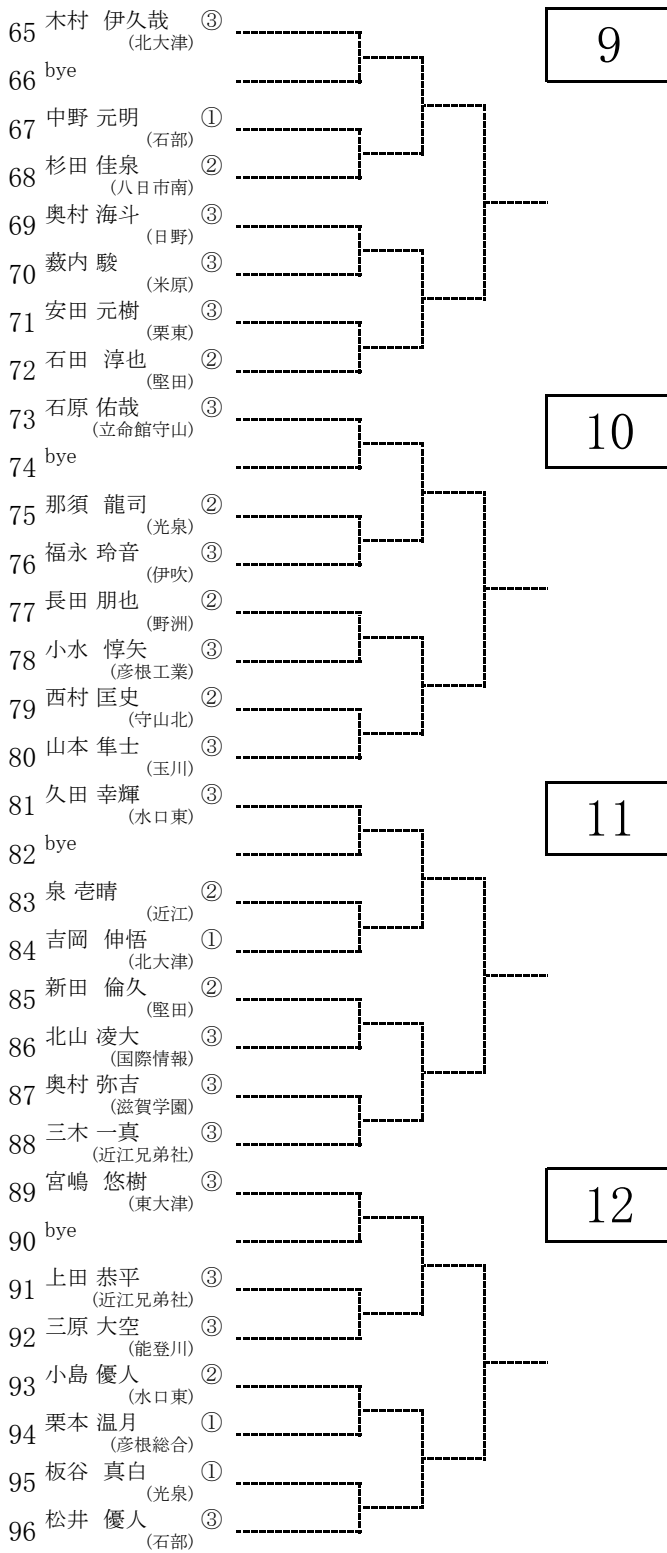 65 木村 伊久哉 ③
(北大津)
9
66 bye
67 中野 元明 ①
(石部)
68 杉田 佳泉 ②
(八日市南)
69 奥村 海斗 ③
(日野)
70 薮内 駿 ③
(米原)
71 安田 元樹 ③
(栗東)
72 石田 淳也 ②
(堅田)
73 石原 佑哉 ③
(立命館守山)
10
74 bye
75 那須 龍司 ②
(光泉)
76 福永 玲音 ③
(伊吹)
77 長田 朋也 ②
(野洲)
78 小水 惇矢 ③
(彦根工業)
79 西村 匡史 ②
(守山北)
80 山本 隼士 ③
(玉川)
81 久田 幸輝 ③
(水口東)
11
82 bye
83 泉 壱晴 ②
(近江)
84 吉岡 伸悟 ①
(北大津)
85 新田 倫久 ②
(堅田)
86 北山 凌大 ③
(国際情報)
87 奥村 弥吉 ③
(滋賀学園)
88 三木 一真 ③
(近江兄弟社)
89 宮嶋 悠樹 ③
(東大津)
12
90 bye
91 上田 恭平 ③
(近江兄弟社)
92 三原 大空 ③
(能登川)
93 小島 優人 ②
(水口東)
94 栗本 温月 ①
(彦根総合)
95 板谷 真白 ①
(光泉)
96 松井 優人 ③
(石部)